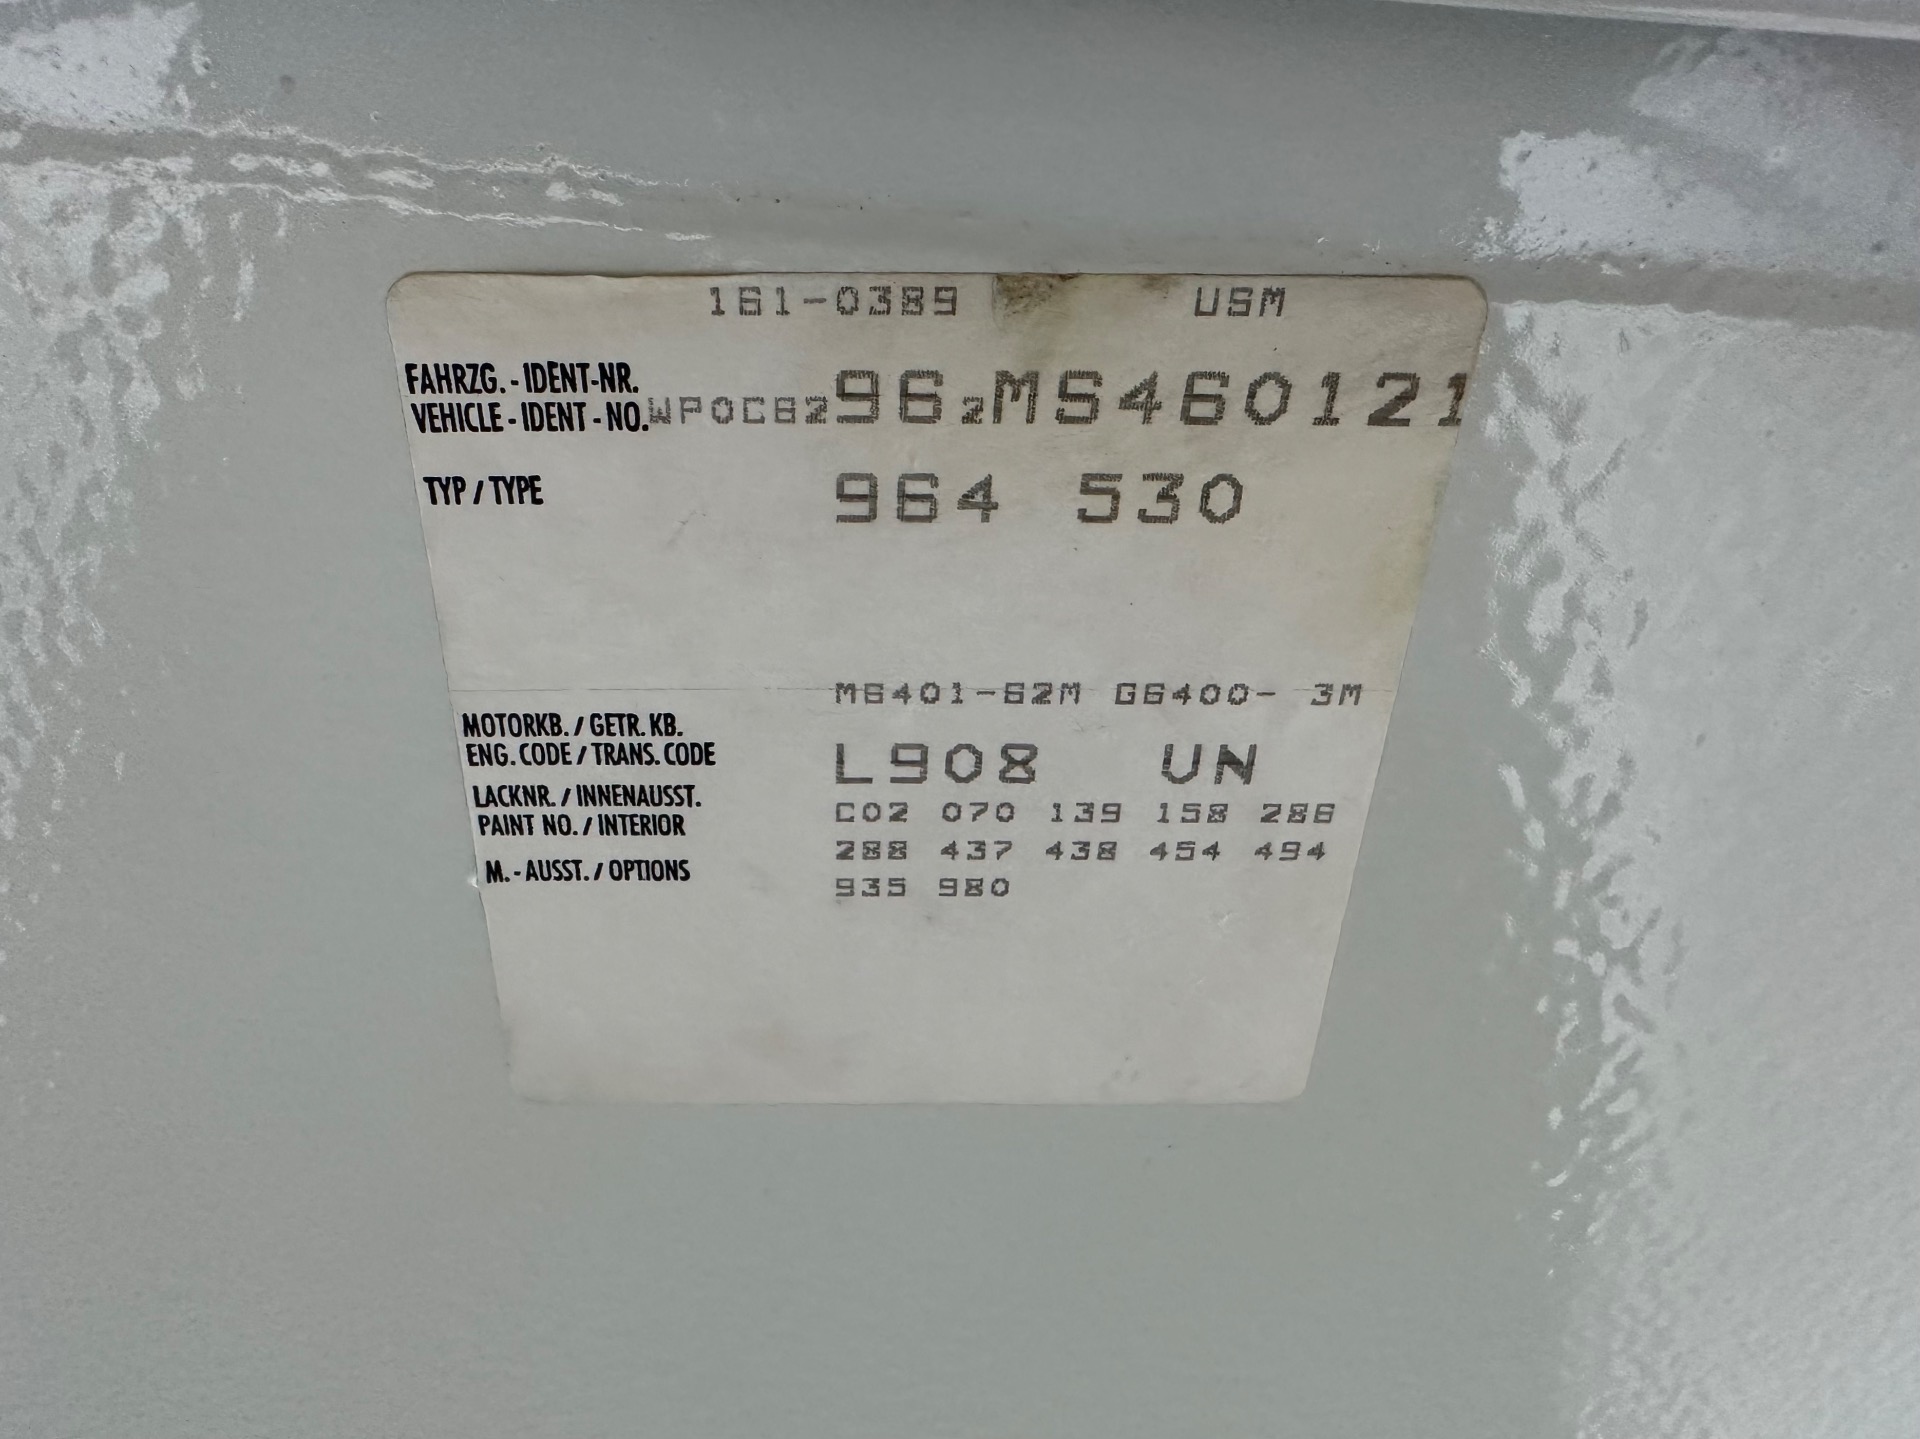 161-0389 USM
FAHRZG.-IDENT-NR.
VEHICLE-IDENT-NO. WP0CB2962MS460121
TYP/TYPE 964 530
M6401-62M G6400- 3M
MOTORKB./GETR.KB.
ENG.CODE/TRANS.CODE L908 UN
LACKNR./INNENAUSST. C02 070 139 158 286
PAINT NO./INTERIOR 288 437 438 454 494
M.-AUSST./OPTIONS 935 980